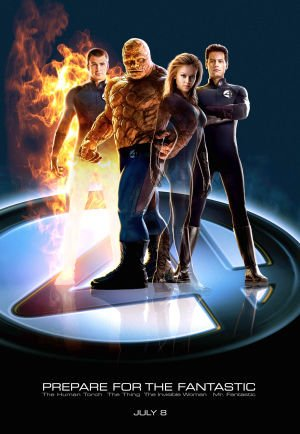 PREPARE FOR THE FANTASTIC
The Human Torch The Thing The Invisible Woman Mr. Fantastic
JULY 8